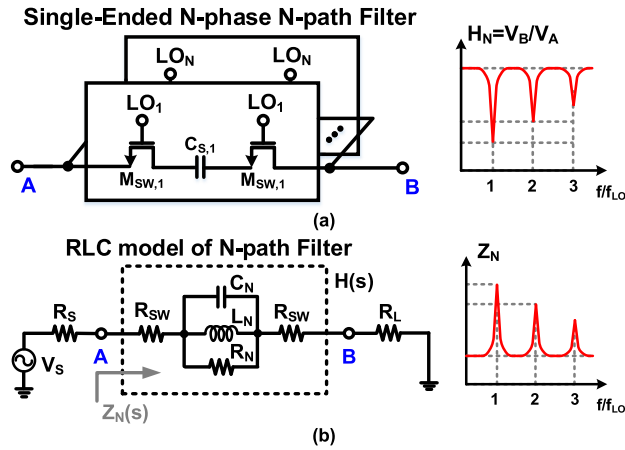 Single-Ended N-phase N-path Filter
LO_N LO_N
LO_1 LO_1
C_S,1
M_SW,1 M_SW,1
A B
(a)
H_N=V_B/V_A
1 2 3 f/f_LO
RLC model of N-path Filter
H(s)
C_N
R_S R_SW L_N R_SW R_L
R_N
A B
V_S
Z_N(s)
(b)
Z_N
1 2 3 f/f_LO